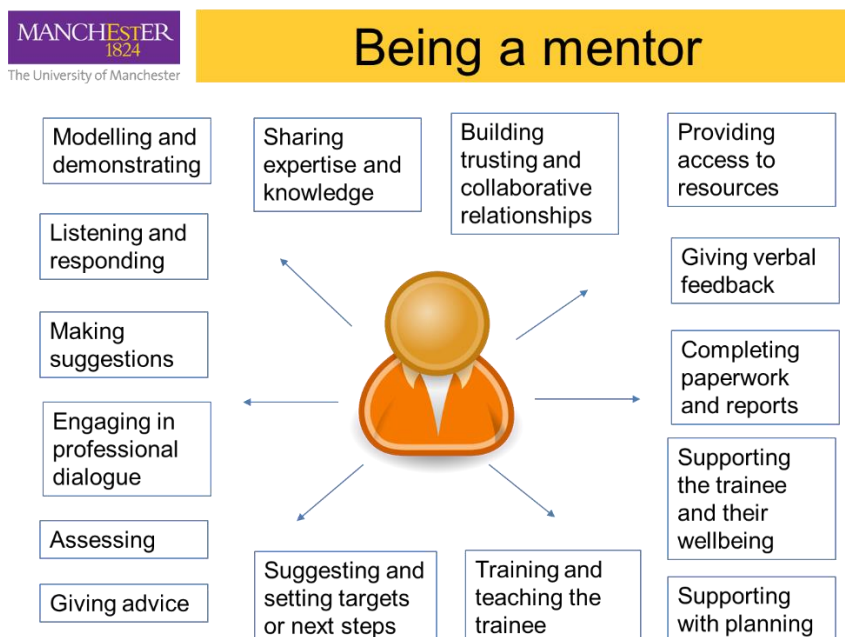 MANCHESTER
1824
The University of Manchester
Being a mentor
Modelling and
demonstrating
Sharing
expertise and
knowledge
Building
trusting and
collaborative
relationships
Providing
access to
resources
Listening and
responding
Giving verbal
feedback
Making
suggestions
Completing
paperwork
and reports
Engaging in
professional
dialogue
Supporting
the trainee
and their
wellbeing
Assessing
Giving advice
Suggesting and
setting targets
or next steps
Training and
teaching the
trainee
Supporting
with planning